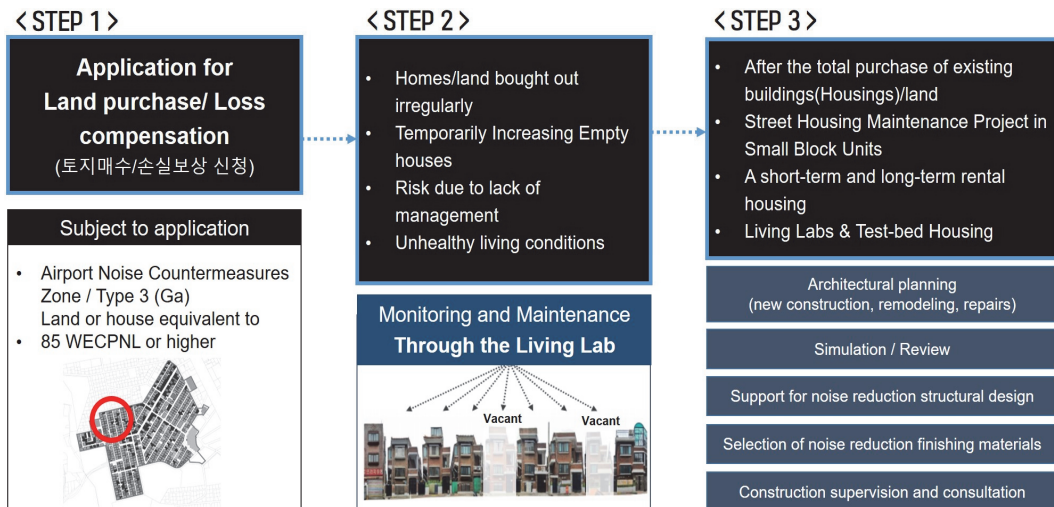 < STEP 1 >
Application for
Land purchase/ Loss
compensation
(토지매수/손실보상 신청)
Subject to application
• Airport Noise Countermeasures
Zone / Type 3 (Ga)
Land or house equivalent to
• 85 WECPNL or higher
< STEP 2 >
• Homes/land bought out
irregularly
• Temporarily Increasing Empty
houses
• Risk due to lack of
management
• Unhealthy living conditions
Monitoring and Maintenance
Through the Living Lab
Vacant
Vacant
< STEP 3 >
• After the total purchase of existing
buildings(Housings)/land
• Street Housing Maintenance Project in
Small Block Units
• A short-term and long-term rental
housing
• Living Labs & Test-bed Housing
Architectural planning
(new construction, remodeling, repairs)
Simulation / Review
Support for noise reduction structural design
Selection of noise reduction finishing materials
Construction supervision and consultation